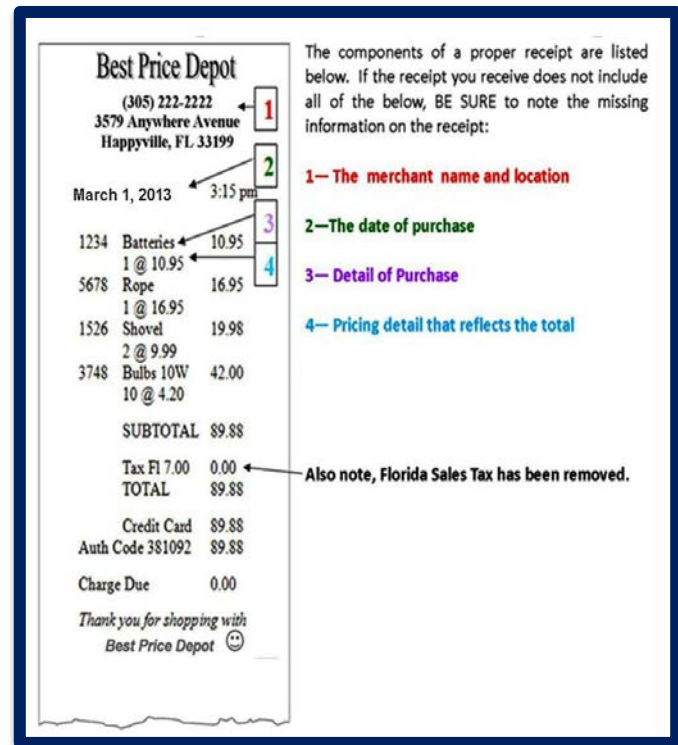 Best Price Depot
(305) 222-2222
3579 Anywhere Avenue
Happyville, FL 33199
1
2
March 1, 2013 3:15 pm
3
1234 Batteries 10.95
1 @ 10.95
4
5678 Rope 16.95
1 @ 16.95
1526 Shovel 19.98
2 @ 9.99
3748 Bulbs 10W 42.00
10 @ 4.20
SUBTOTAL 89.88
Tax Fl 7.00 0.00
TOTAL 89.88
Credit Card 89.88
Auth Code 381092 89.88
Charge Due 0.00
Thank you for shopping with
Best Price Depot
The components of a proper receipt are listed
below. If the receipt you receive does not include
all of the below, BE SURE to note the missing
information on the receipt:
1— The merchant name and location
2—The date of purchase
3— Detail of Purchase
4— Pricing detail that reflects the total
Also note, Florida Sales Tax has been removed.